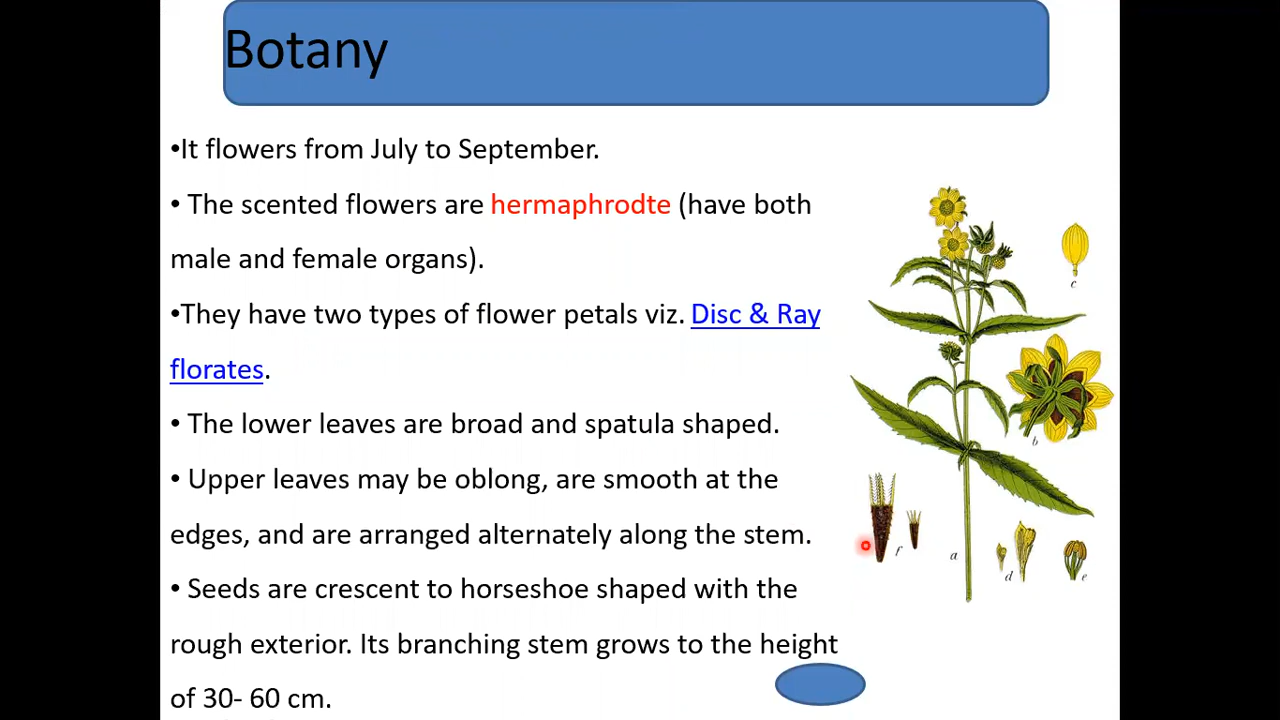 Botany
•It flowers from July to September.
• The scented flowers are hermaphrodte (have both
male and female organs).
•They have two types of flower petals viz. Disc & Ray
florates.
• The lower leaves are broad and spatula shaped.
• Upper leaves may be oblong, are smooth at the
edges, and are arranged alternately along the stem.
• Seeds are crescent to horseshoe shaped with the
rough exterior. Its branching stem grows to the height
of 30- 60 cm.
c
b
f
a
d
e